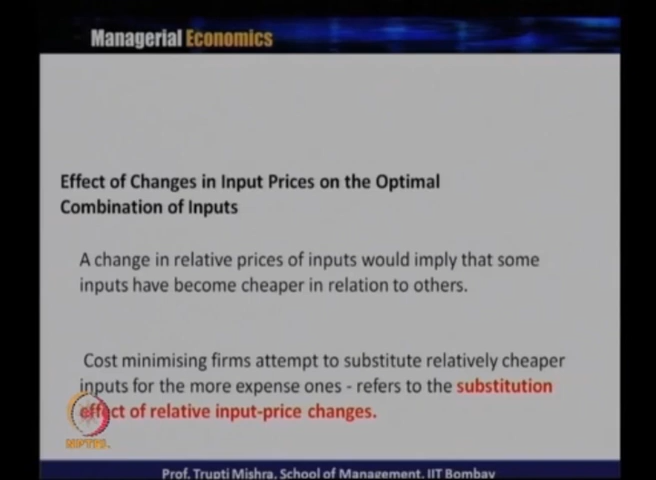 Managerial Economics
Effect of Changes in Input Prices on the Optimal
Combination of Inputs
A change in relative prices of inputs would imply that some
inputs have become cheaper in relation to others.
Cost minimising firms attempt to substitute relatively cheaper
inputs for the more expense ones - refers to the substitution
effect of relative input-price changes.
NPTEL
Prof. Trupti Mishra, School of Management, IIT Bombay